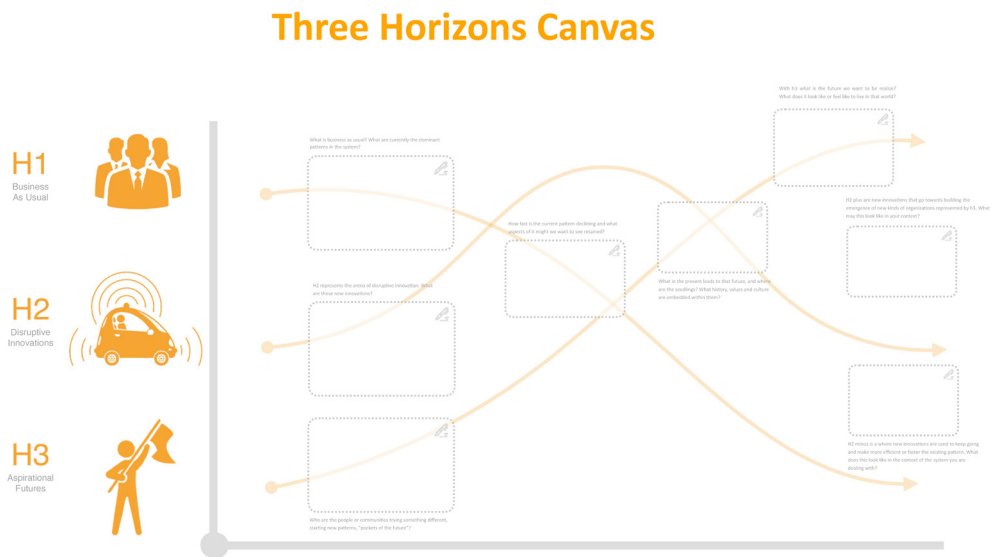 Three Horizons Canvas
With h3 what is the future we want to be realize?
What does it look like or feel like to live in that world?
What is Business as usual? What are currently the dominant
patterns in the system?
H1
Business
As Usual
H2 plus are new innovations that go towards building the
emergence of new kinds of organizations represented by h3. What
may this look like in your context?
How fast is the current pattern declining and what
aspects of it might we want to see retained?
What in the present leads to that future, and where
are the seedlings? What history, values and culture
are embedded within them?
H2 represents the arena of disruptive innovation. What
are these new innovations?
H2
Disruptive
Innovations
H3
Aspirational
Futures
minus is a where new innovations are used to keep going
and make more efficient or faster the existing pattern. What
does this look like in the context of the system you are
dealing with?
Who are the people or communities trying something different,
starting new patterns, "pockets of the future"?